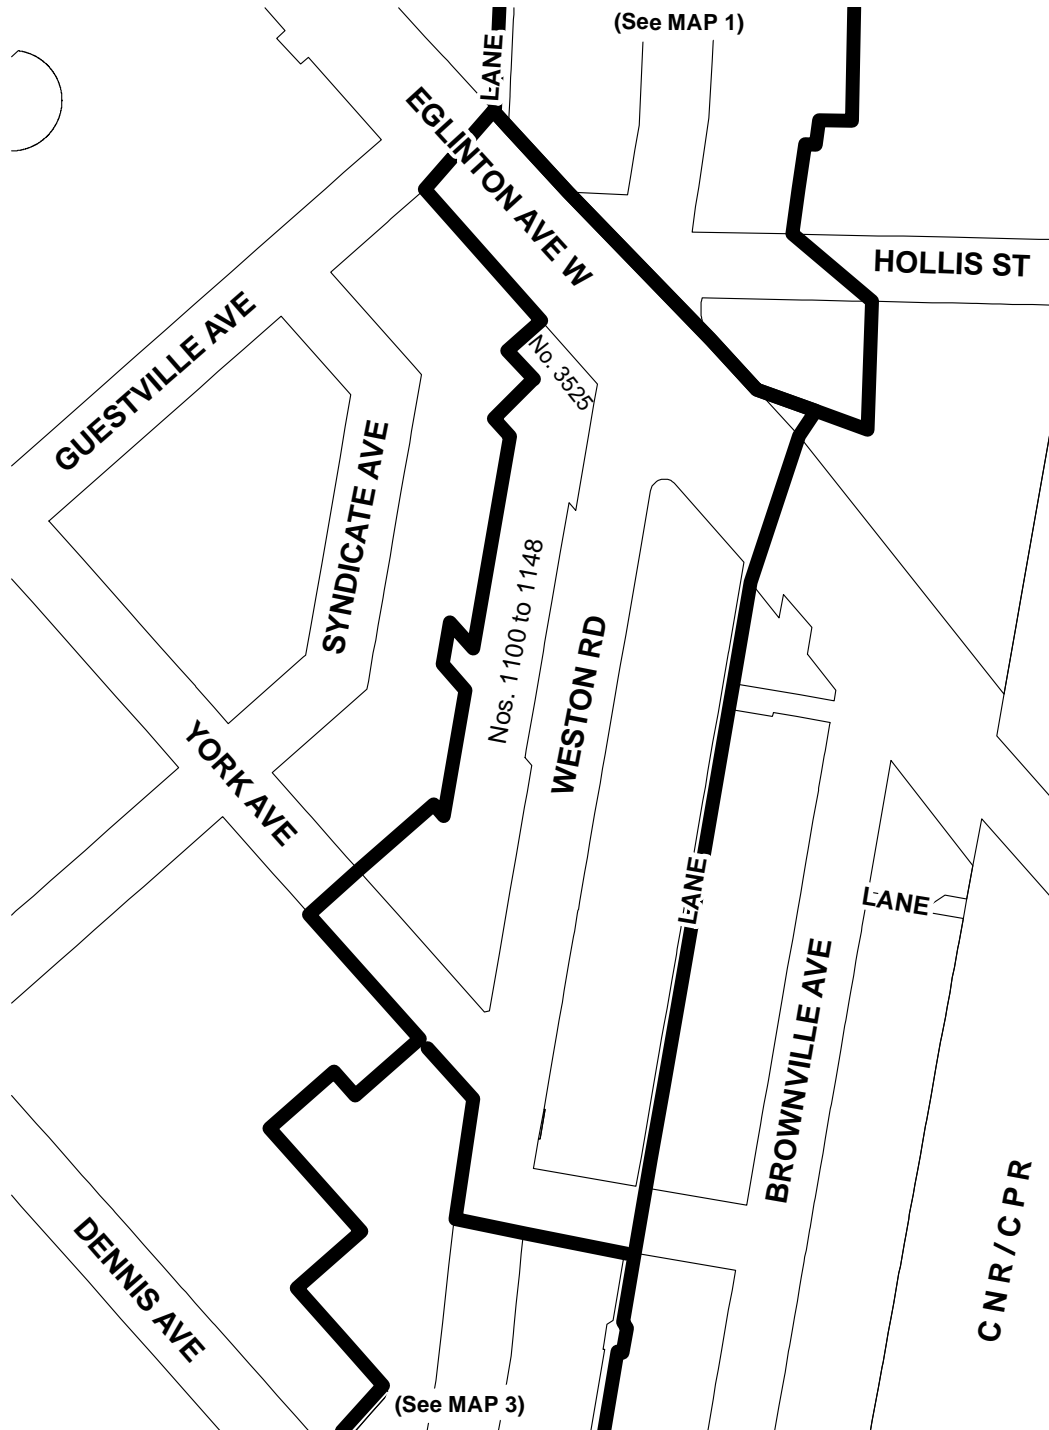 (See MAP 1)
LANE
EGLINTON AVE W
HOLLIS ST
GUESTVILLE AVE
No. 3525
SYNDICATE AVE
Nos. 1100 to 1148
WESTON RD
YORK AVE
LANE
LANE
BROWNVILLE AVE
CNR/CPR
DENNIS AVE
(See MAP 3)